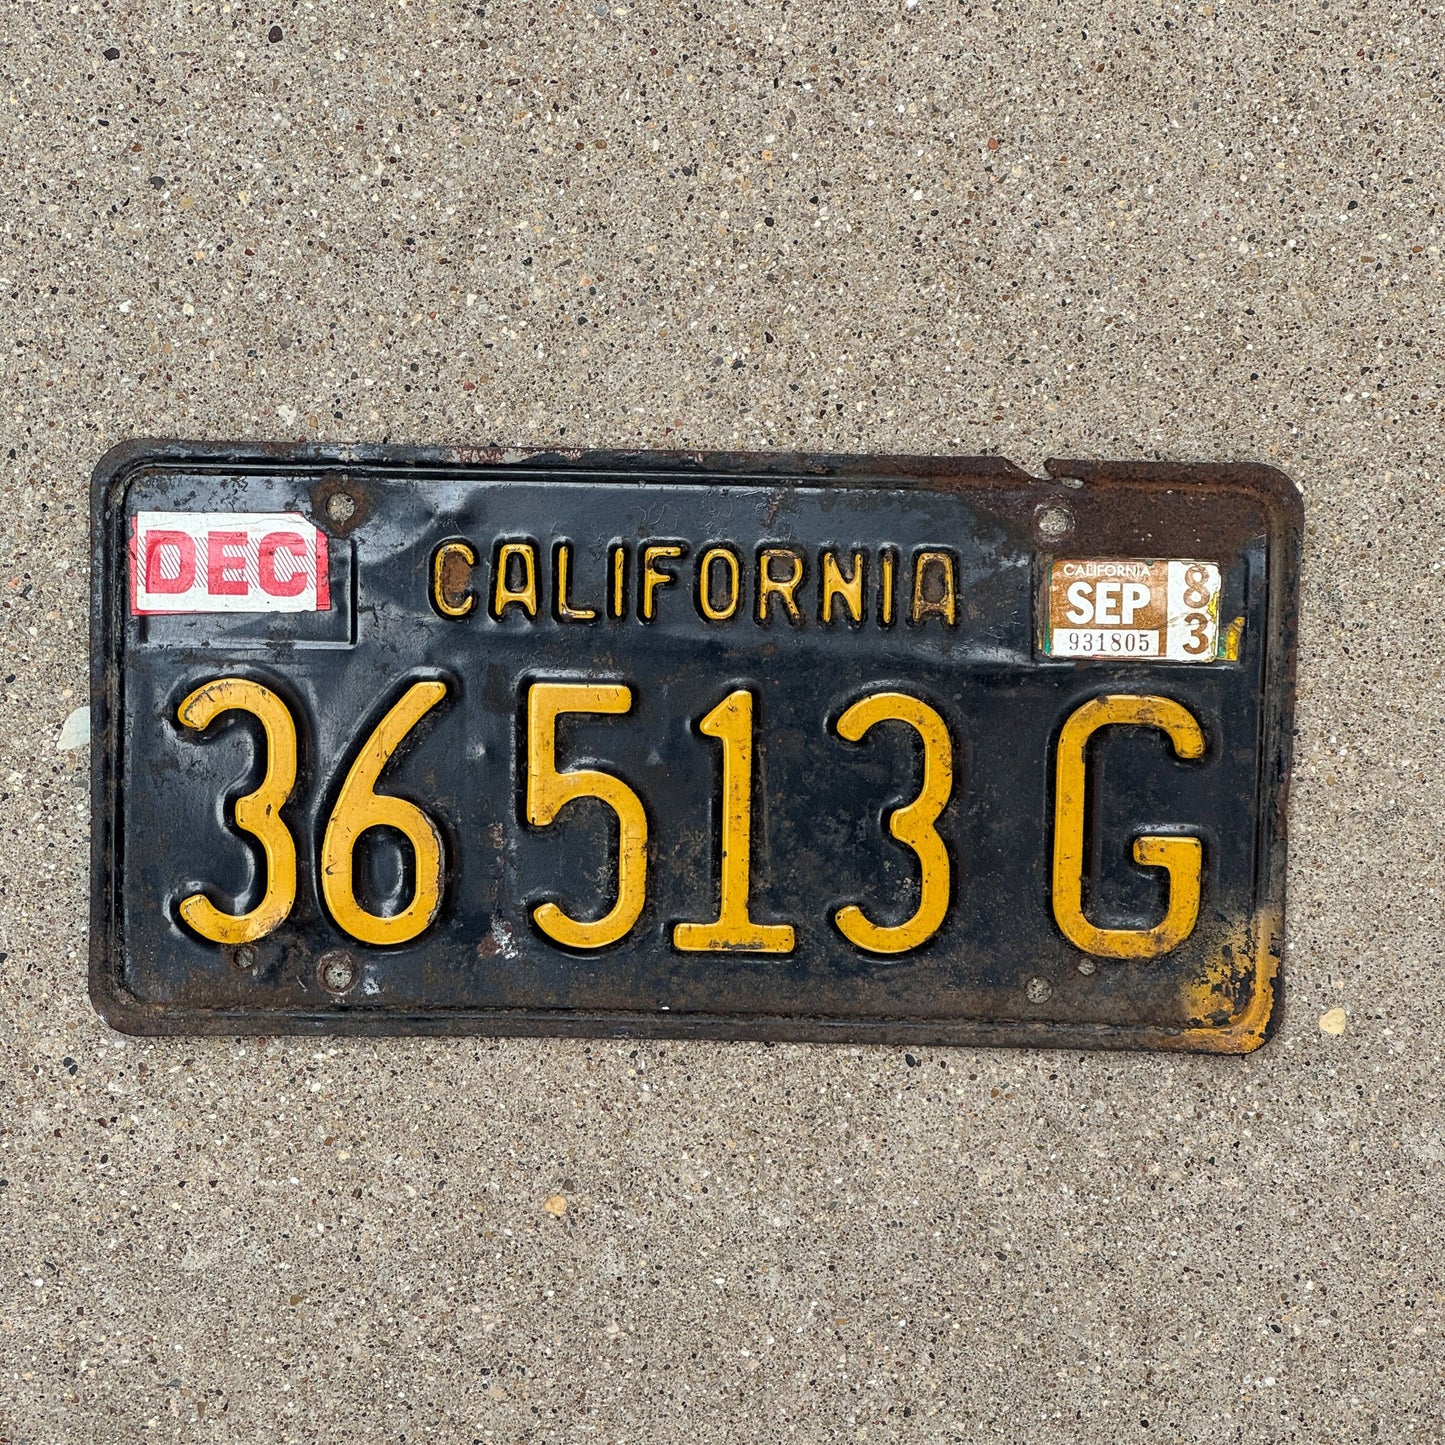 DEC
CALIFORNIA
CALIFORNIA
SEP
931805
83
36513 G